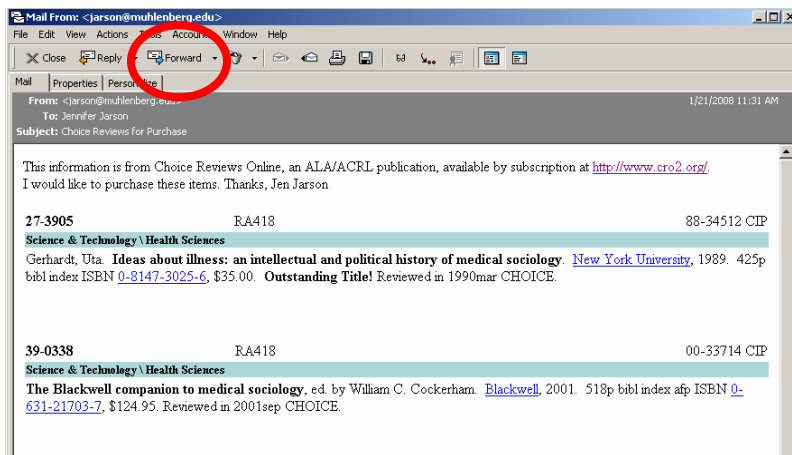 Mail From: <jarson@muhlenberg.edu>
File Edit View Actions Tools Accounts Window Help
Close Reply Forward
Mail Properties Personalize
From: <jarson@muhlenberg.edu> 1/21/2008 11:31 AM
To: Jennifer Jarson
Subject: Choice Reviews for Purchase
This information is from Choice Reviews Online, an ALA/ACRL publication, available by subscription at http://www.cro2.org/.
I would like to purchase these items. Thanks, Jen Jarson
27-3905 RA418 88-34512 CIP
Science & Technology \ Health Sciences
Gerhardt, Uta. Ideas about illness: an intellectual and political history of medical sociology. New York University, 1989. 425p
bibl index ISBN 0-8147-3025-6, $35.00. Outstanding Title! Reviewed in 1990mar CHOICE.
39-0338 RA418 00-33714 CIP
Science & Technology \ Health Sciences
The Blackwell companion to medical sociology, ed. by William C. Cockerham. Blackwell, 2001. 518p bibl index afp ISBN 0-
631-21703-7, $124.95. Reviewed in 2001sep CHOICE.